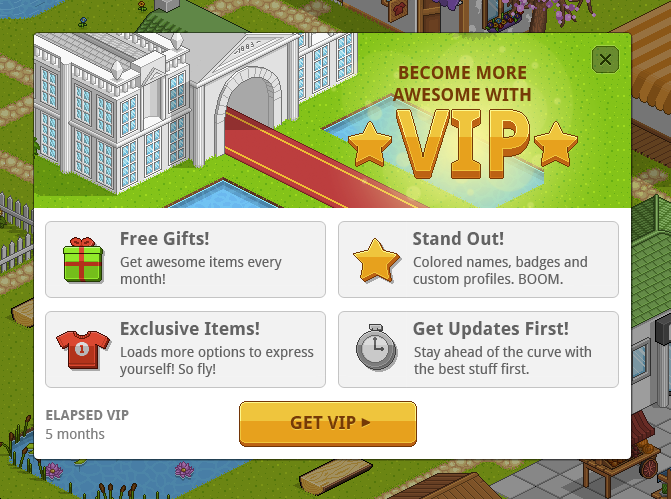 1883
BECOME MORE
AWESOME WITH
VIP
Free Gifts!
Get awesome items every
month!
Stand Out!
Colored names, badges and
custom profiles. BOOM.
1
Exclusive Items!
Loads more options to express
yourself! So fly!
Get Updates First!
Stay ahead of the curve with
the best stuff first.
ELAPSED VIP
5 months
GET VIP ►